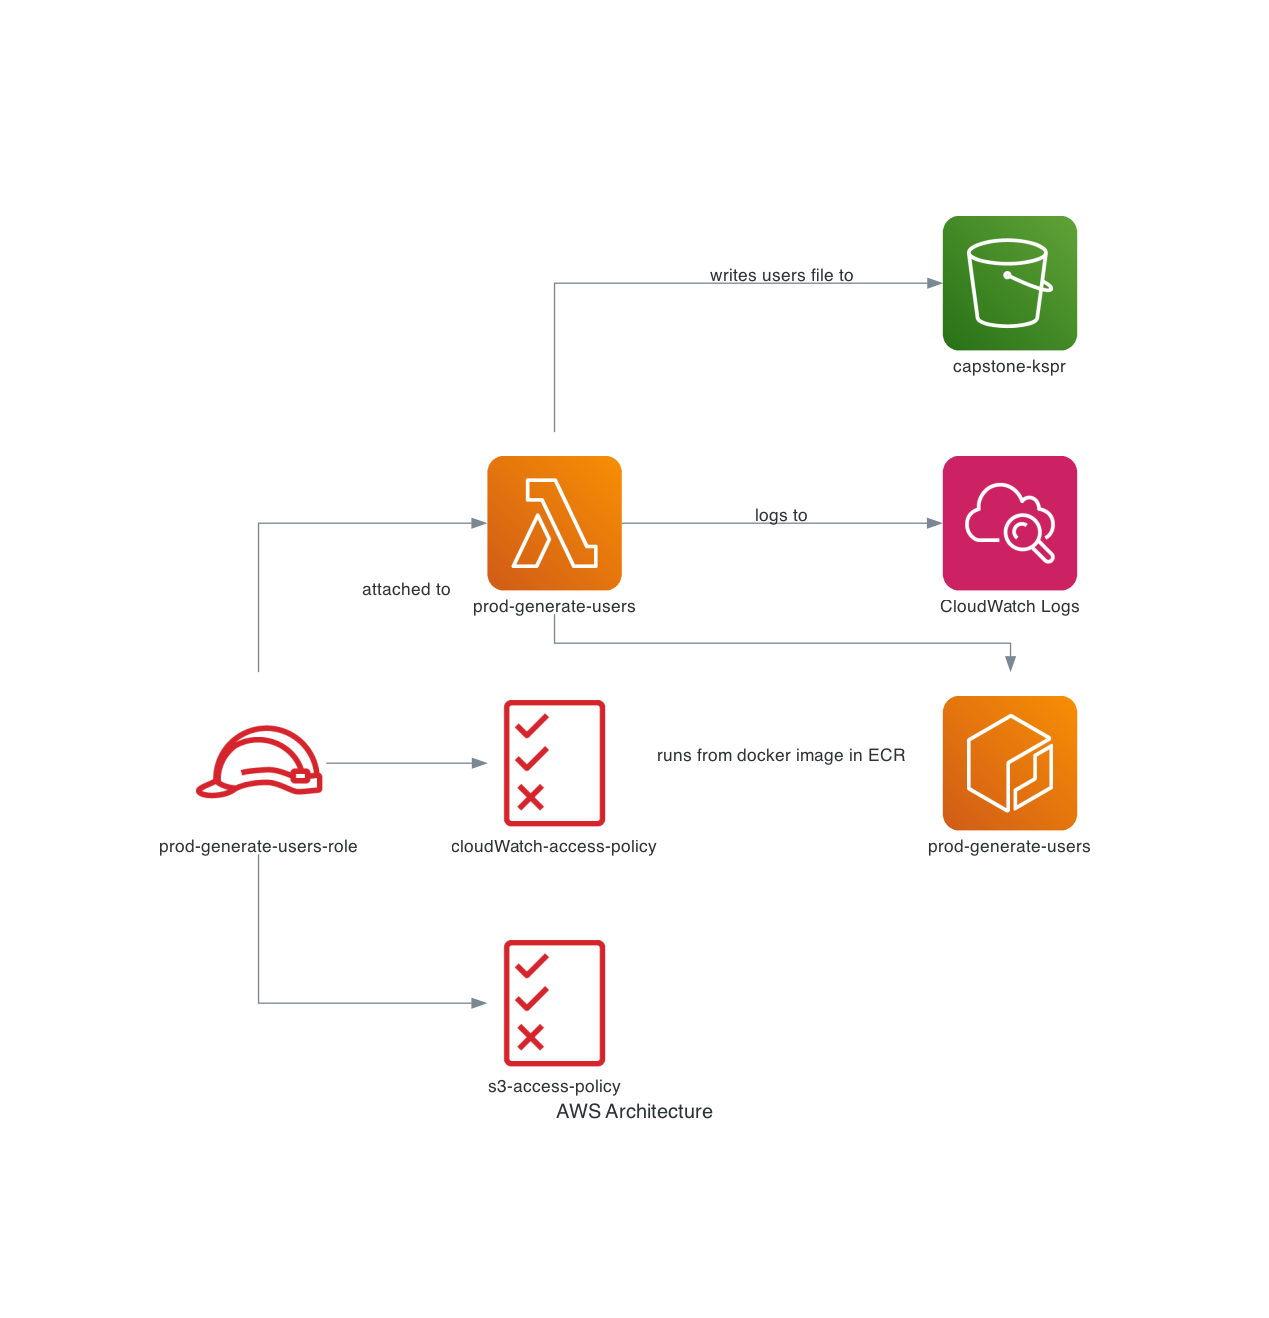 writes users file to
capstone-kspr
logs to
attached to
prod-generate-users
CloudWatch Logs
runs from docker image in ECR
prod-generate-users-role
cloudWatch-access-policy
prod-generate-users
s3-access-policy
AWS Architecture